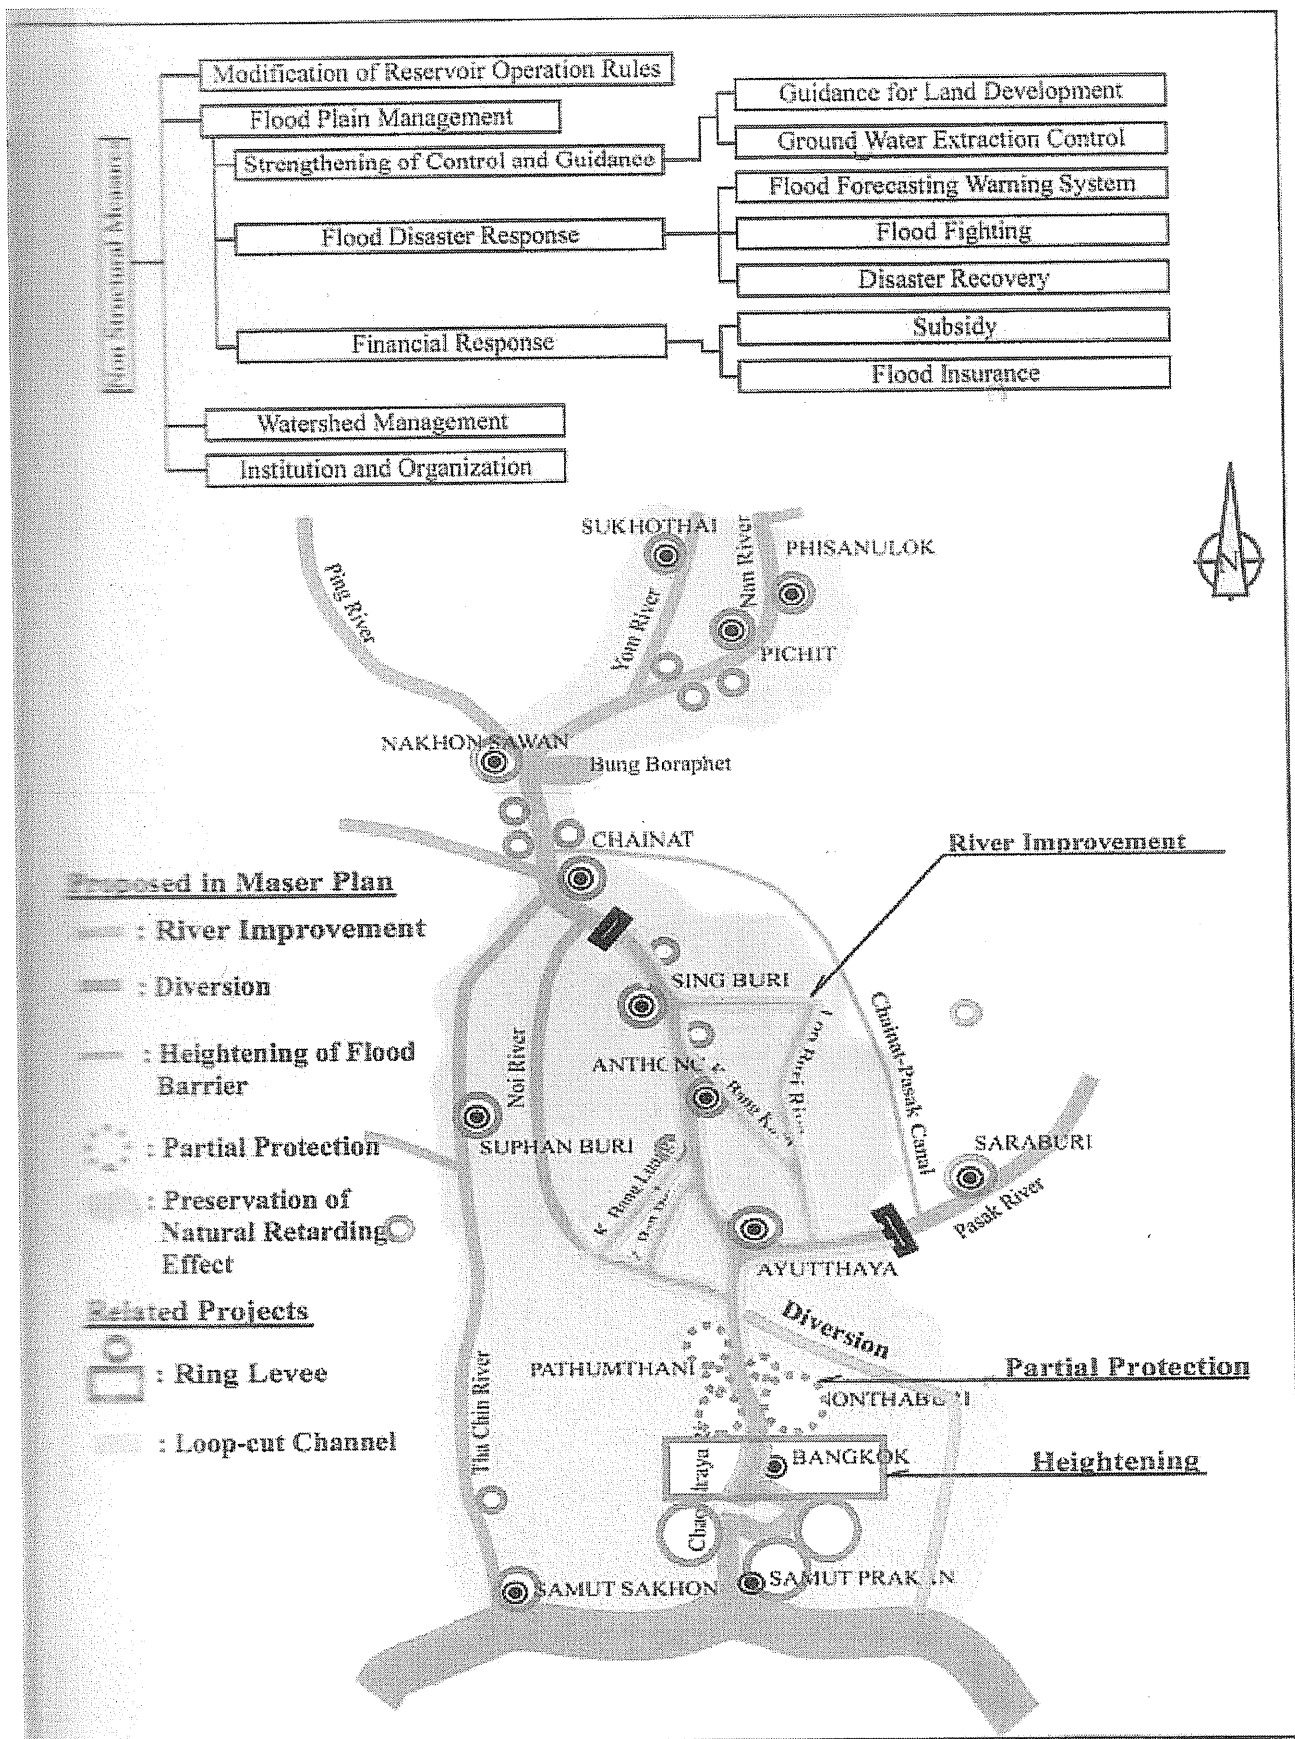 Modification of Reservoir Operation Rules
Flood Plain Management
Strengthening of Control and Guidance
Guidance for Land Development
Ground Water Extraction Control
Flood Disaster Response
Flood Forecasting Warning System
Flood Fighting
Disaster Recovery
Financial Response
Subsidy
Flood Insurance
Watershed Management
Institution and Organization
Non Structural Measures
N
SUKHOTHAI
PHISANULOK
Ping River
Yom River
Nan River
PICHIT
NAKHON SAWAN
Bung Boraphet
CHAINAT
River Improvement
Proposed in Maser Plan
: River Improvement
: Diversion
: Heightening of Flood
Barrier
: Partial Protection
: Preservation of
Natural Retarding
Effect
Related Projects
: Ring Levee
: Loop-cut Channel
SING BURI
Noi River
Chainat-Pasak Canal
SUPHAN BURI
SARABURI
Pasak River
AYUTTHAYA
Diversion
PATHUMTHANI
Partial Protection
Tha Chin River
BANGKOK
Heightening
SAMUT SAKHON